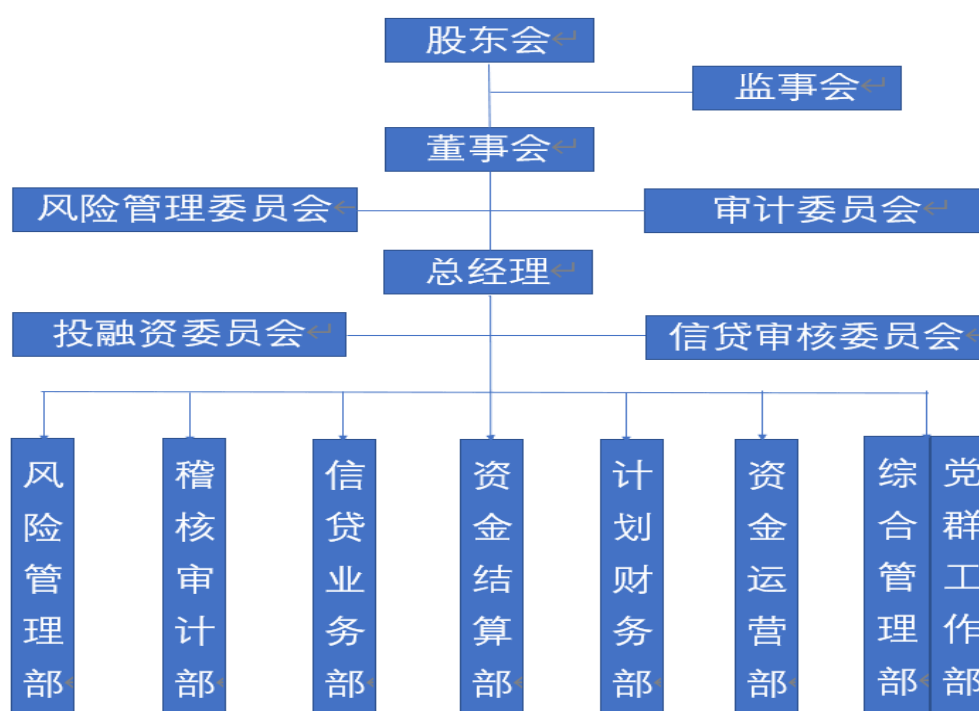 股东会
监事会
董事会
风险管理委员会
审计委员会
总经理
投融资委员会
信贷审核委员会
风险管理部
稽核审计部
信贷业务部
资金结算部
计划财务部
资金运营部
综合管理部
党群工作部